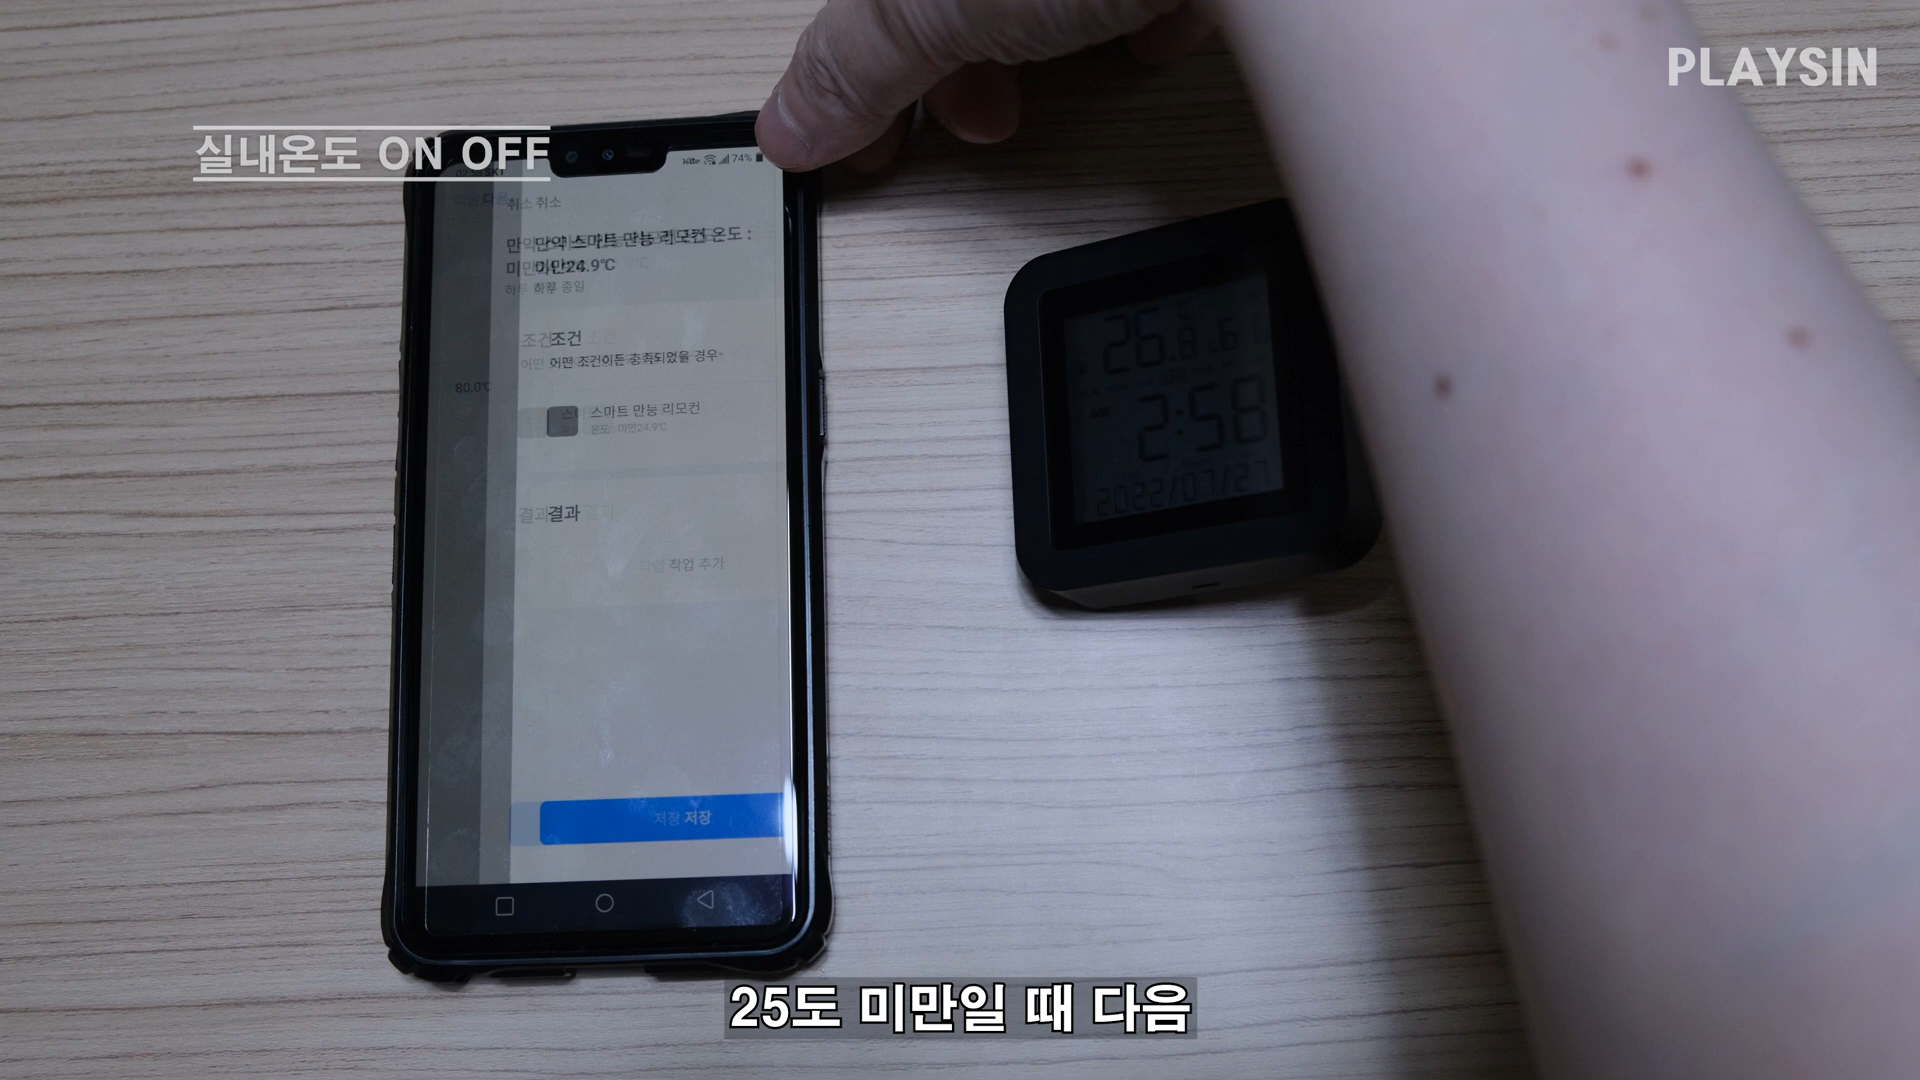 PLAYSIN
실내온도 ON OFF
74%
취소 취소
만약 스마트 만능 리모컨 온도 :
미만24.9°C
하루 종일
조건
어떤 조건이든 충족되었을 경우
80.0°C
스마트 만능 리모컨
온도: 미만24.9°C
결과
작업 추가
저장 저장
26.8
2:58
2022/07/27
25도 미만일 때 다음